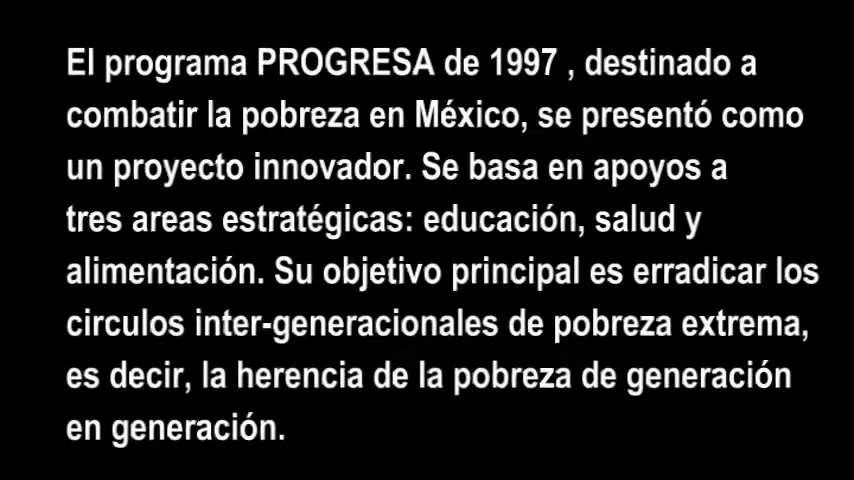 El programa PROGRESA de 1997 , destinado a
combatir la pobreza en México, se presentó como
un proyecto innovador. Se basa en apoyos a
tres areas estratégicas: educación, salud y
alimentación. Su objetivo principal es erradicar los
circulos inter-generacionales de pobreza extrema,
es decir, la herencia de la pobreza de generación
en generación.